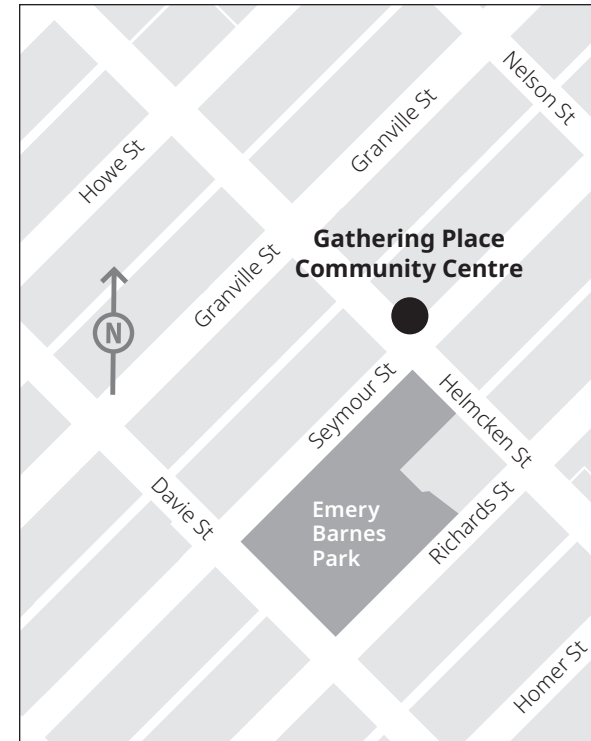 Nelson St
Granville St
Howe St
Gathering Place
Community Centre
Granville St
N
Seymour St
Helmcken St
Davie St
Richards St
Emery
Barnes
Park
Homer St